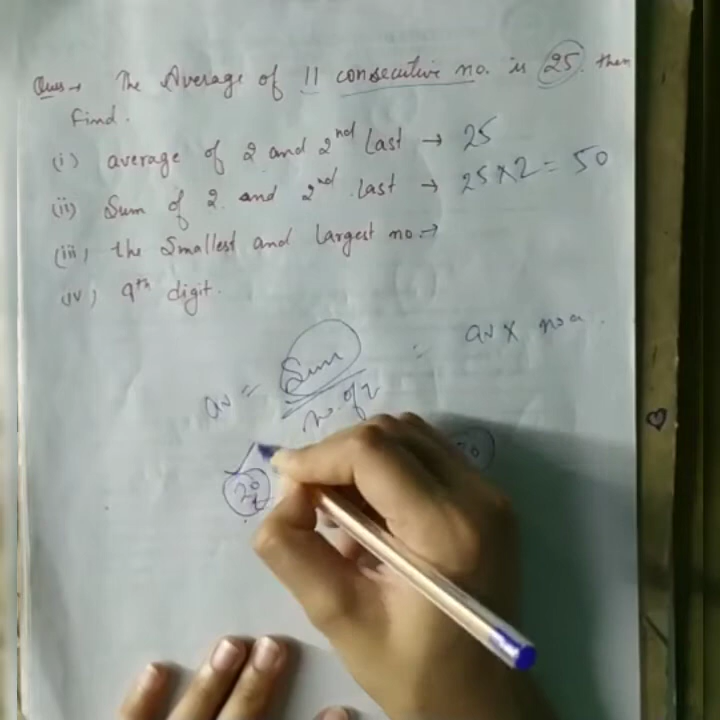 Ques→ The Average of 11 consecutive no. is 25. then
find.
(i) average of 2 and 2nd last → 25
(ii) Sum of 2 and 2nd last → 25×2 = 50
(iii) the Smallest and largest no.→
(iv) 9th digit.
av = Sum / no. of = av × no a.
20